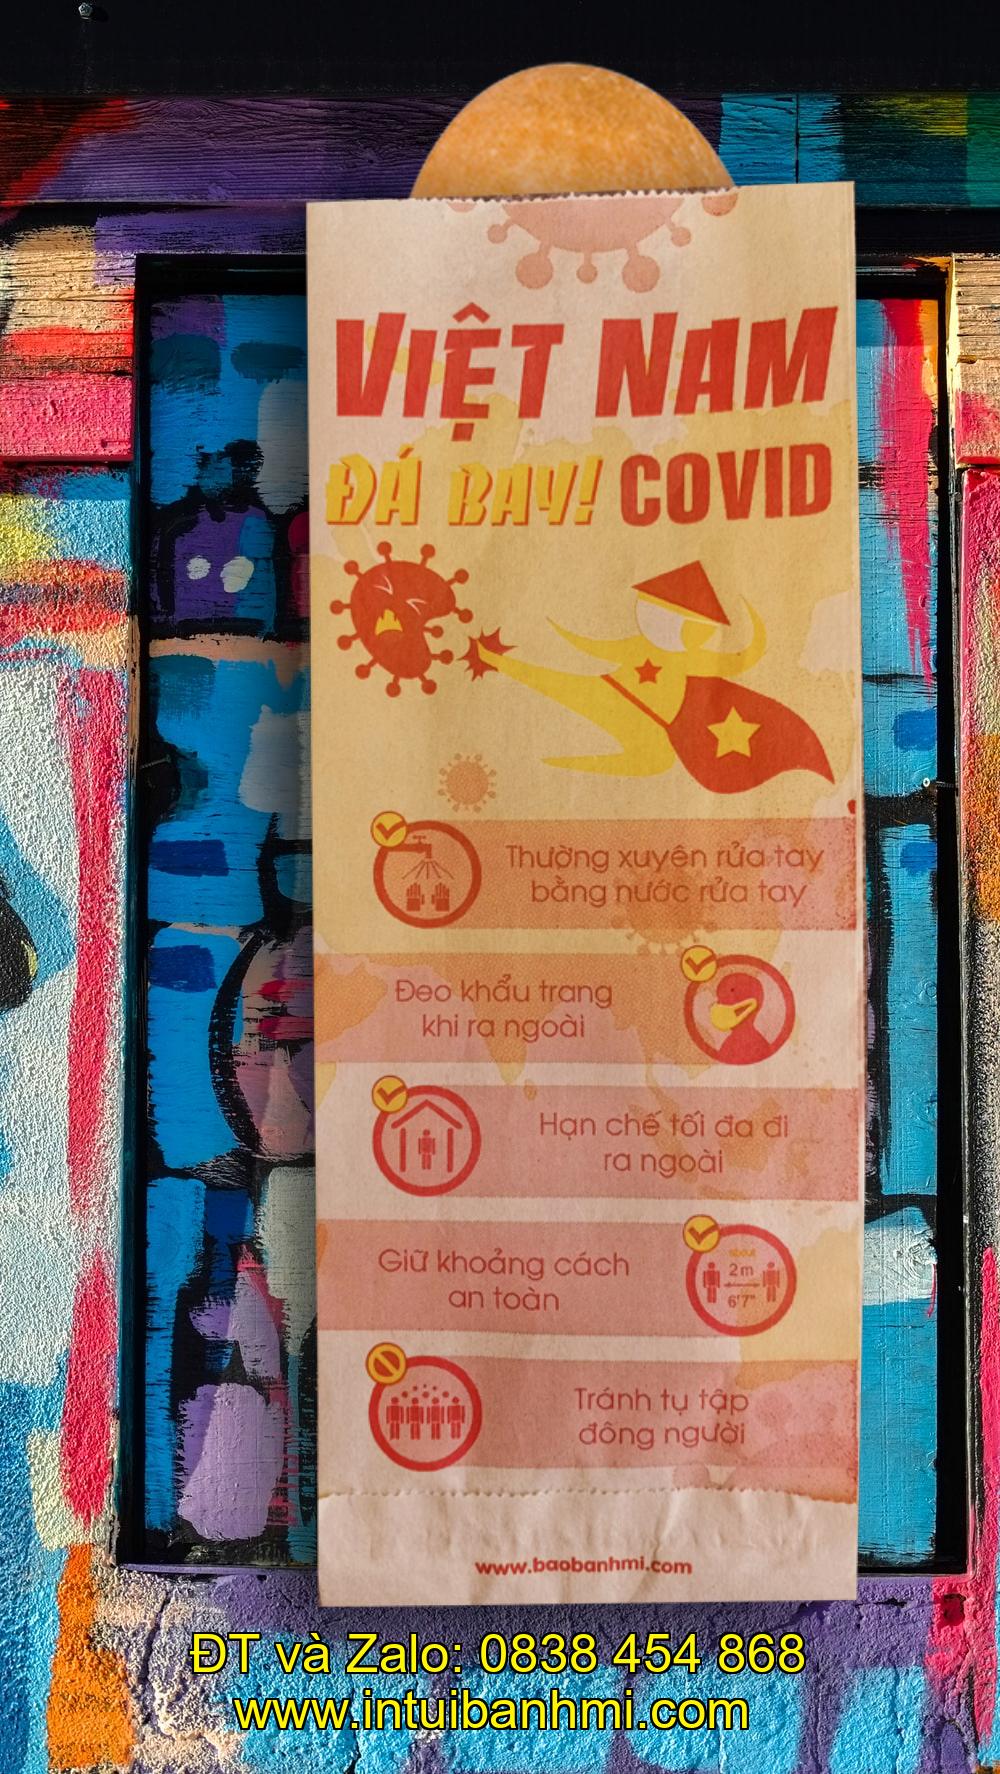 VIỆT NAM
ĐÁ BAY! COVID
Thường xuyên rửa tay
bằng nước rửa tay
Đeo khẩu trang
khi ra ngoài
Hạn chế tối đa đi
ra ngoài
Giữ khoảng cách
an toàn
about
2m
6'7"
Tránh tụ tập
đông người
www.baobanhmi.com
ĐT và Zalo: 0838 454 868
www.intuibanhmi.com